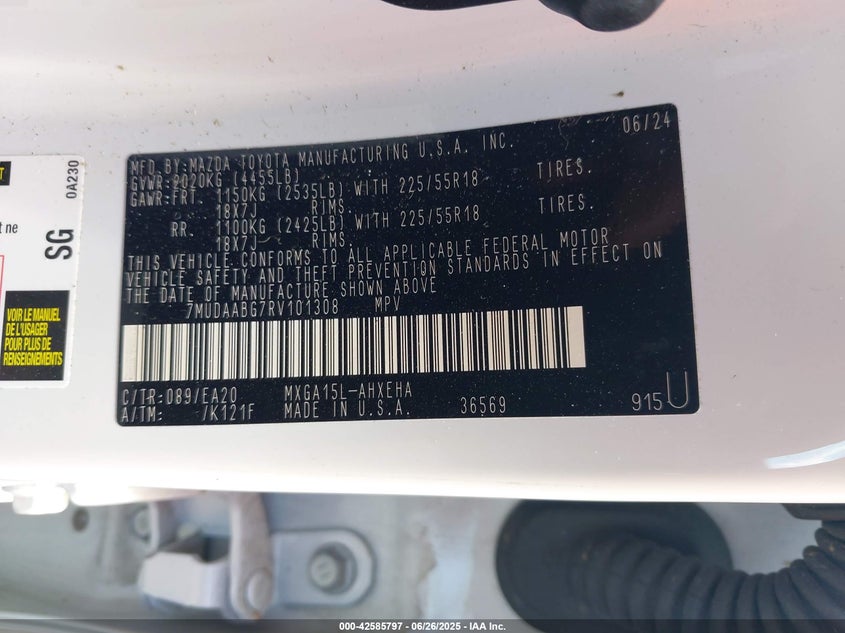 MFD.BY:MAZDA TOYOTA MANUFACTURING U.S.A. INC. 06/24
GVWR:2020KG (4455LB)
GAWR:FRT. 1150KG (2535LB) WITH 225/55R18 TIRES.
18X7J RIMS.
RR. 1100KG (2425LB) WITH 225/55R18 TIRES.
18X7J RIMS.
THIS VEHICLE CONFORMS TO ALL APPLICABLE FEDERAL MOTOR
VEHICLE SAFETY AND THEFT PREVENTION STANDARDS IN EFFECT ON
THE DATE OF MANUFACTURE SHOWN ABOVE
7MUDAABG7RV101308 MPV
C/TR:089/EA20 MXGA15L-AHXEHA
A/TM: /K121F MADE IN U.S.A. 36569 915U
T
t ne
SG
0A230
VOIR LE MANUEL
DE L'USAGER
POUR PLUS DE
RENSEIGNEMENTS
000-42585797 - 06/26/2025 - IAA Inc.